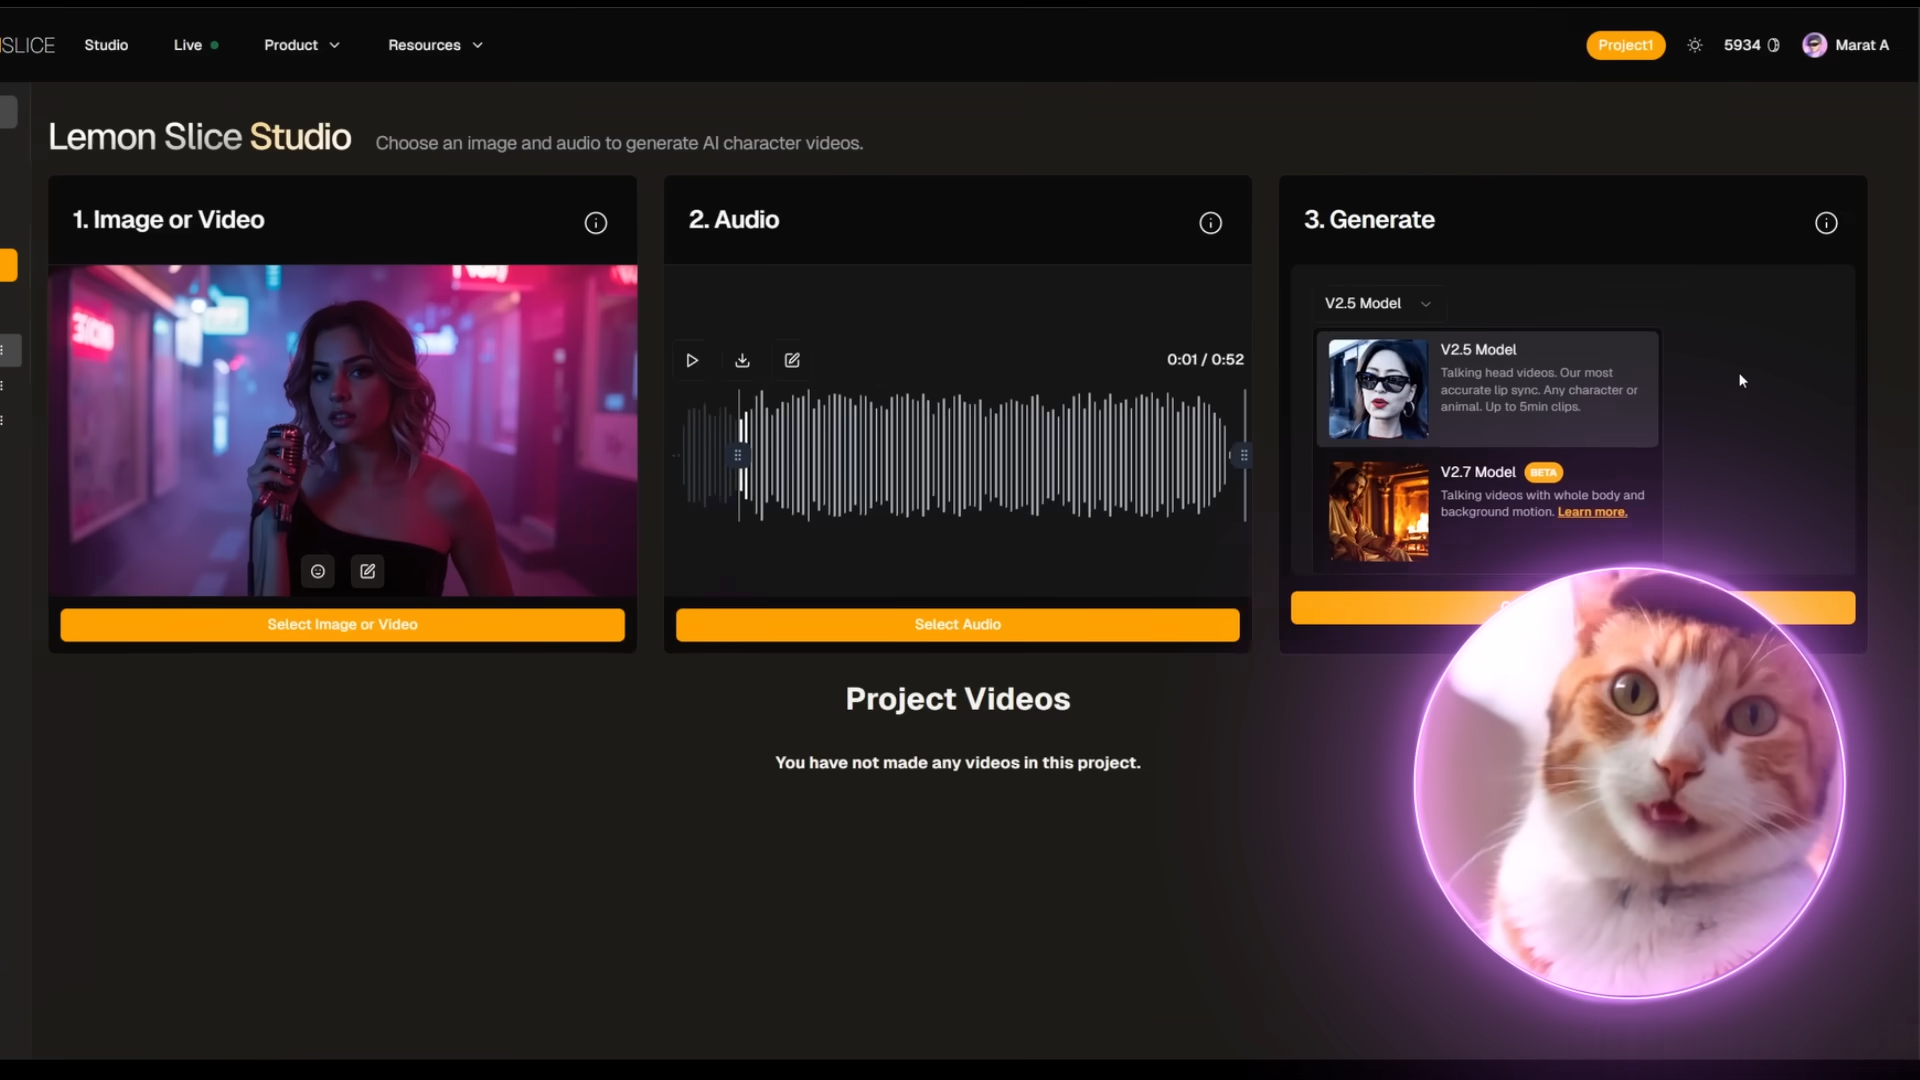 SLICE
Studio
Live
Product
Resources
Project1
5934
Marat A
Lemon Slice Studio
Choose an image and audio to generate AI character videos.
1. Image or Video
Select Image or Video
2. Audio
0:01 / 0:52
Select Audio
3. Generate
V2.5 Model
V2.5 Model
Talking head videos. Our most
accurate lip sync. Any character or
animal. Up to 5min clips.
V2.7 Model BETA
Talking videos with whole body and
background motion. Learn more.
Project Videos
You have not made any videos in this project.